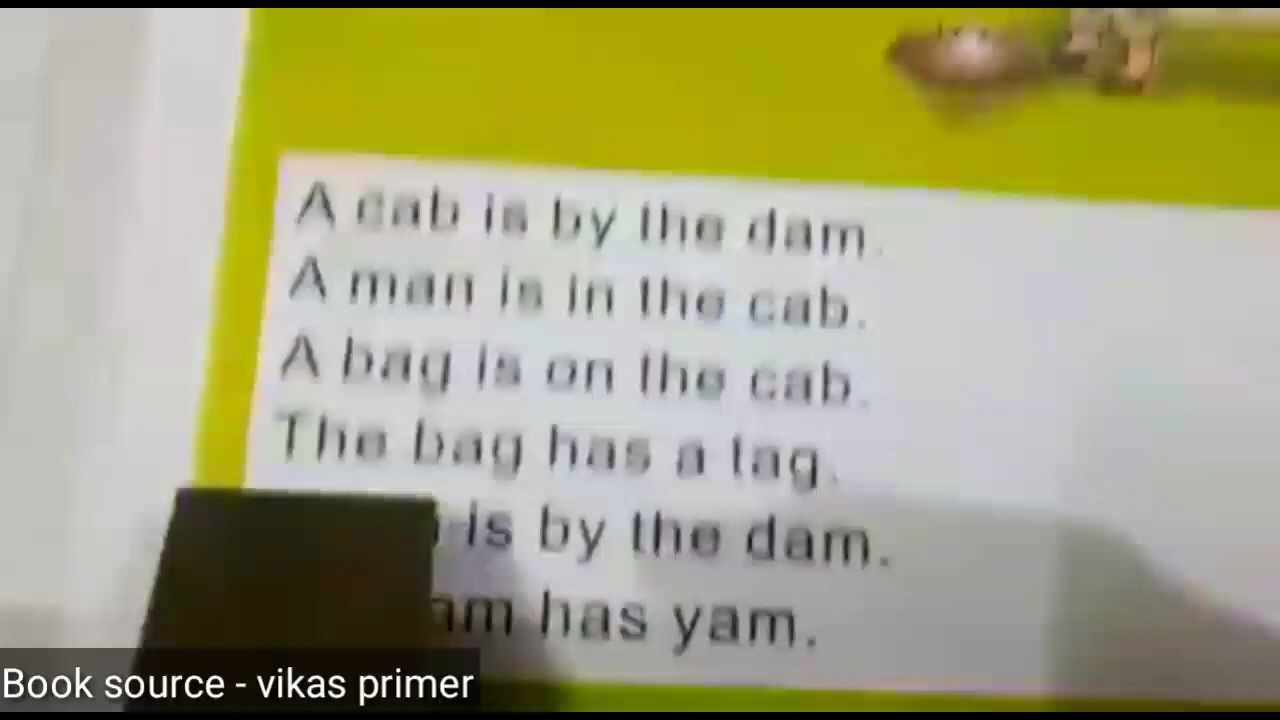 A cab is by the dam.
A man is in the cab.
A bag is on the cab.
The bag has a tag.
is by the dam.
has yam.
Book source - vikas primer